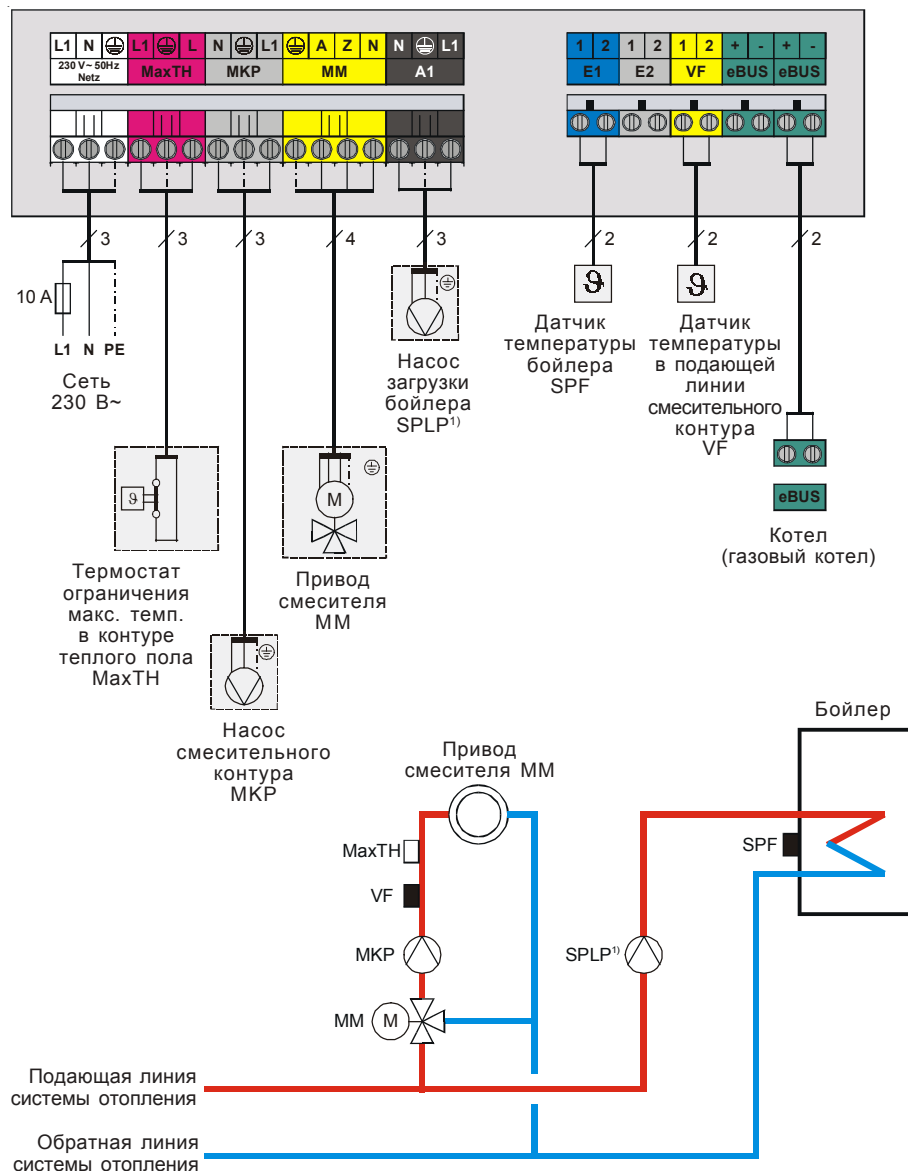 L1 N L1 L N L1 A Z N N L1 1 2 1 2 1 2 + - + -
230 V~ 50Hz
Netz
MaxTH MKP MM A1 E1 E2 VF eBUS eBUS
3 3 3 4 3 2 2 2
10 A
L1 N PE
Сеть
230 В~
Насос
загрузки
бойлера
SPLP¹⁾
Датчик
температуры
бойлера
SPF
Датчик
температуры
в подающей
линии
смесительного
контура
VF
ϑ
ϑ
eBUS
Котел
(газовый котел)
ϑ
Термостат
ограничения
макс. темп.
в контуре
теплого пола
MaxTH
M
Привод
смесителя
ММ
Насос
смесительного
контура
МКР
Привод
смесителя ММ
Бойлер
MaxTH
VF
MKP
MM M
SPLP¹⁾
SPF
Подающая линия
системы отопления
Обратная линия
системы отопления